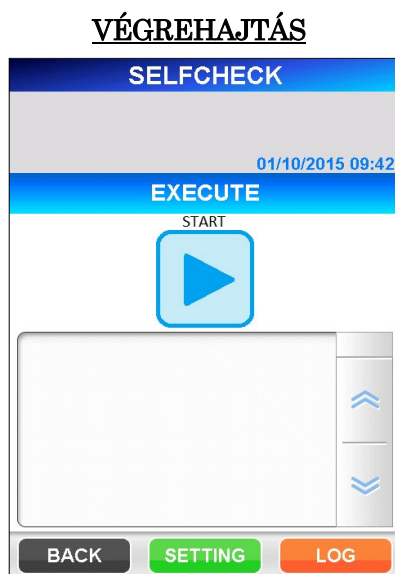 VÉGREHAJTÁS
SELFCHECK
01/10/2015 09:42
EXECUTE
START
BACK SETTING LOG